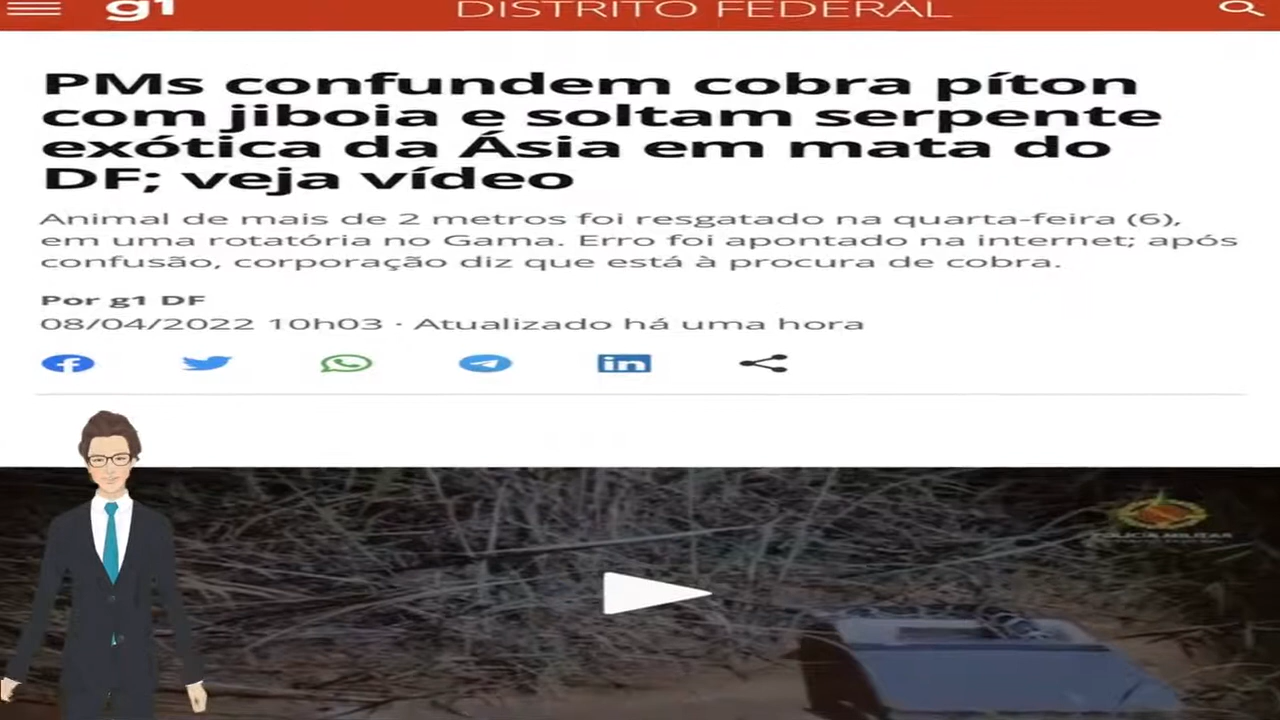 g1 DISTRITO FEDERAL
PMs confundem cobra píton
com jiboia e soltam serpente
exótica da Ásia em mata do
DF; veja vídeo
Animal de mais de 2 metros foi resgatado na quarta-feira (6),
em uma rotatória no Gama. Erro foi apontado na internet; após
confusão, corporação diz que está à procura de cobra.
Por g1 DF
08/04/2022 10h03 · Atualizado há uma hora
in
POLÍCIA MILITAR